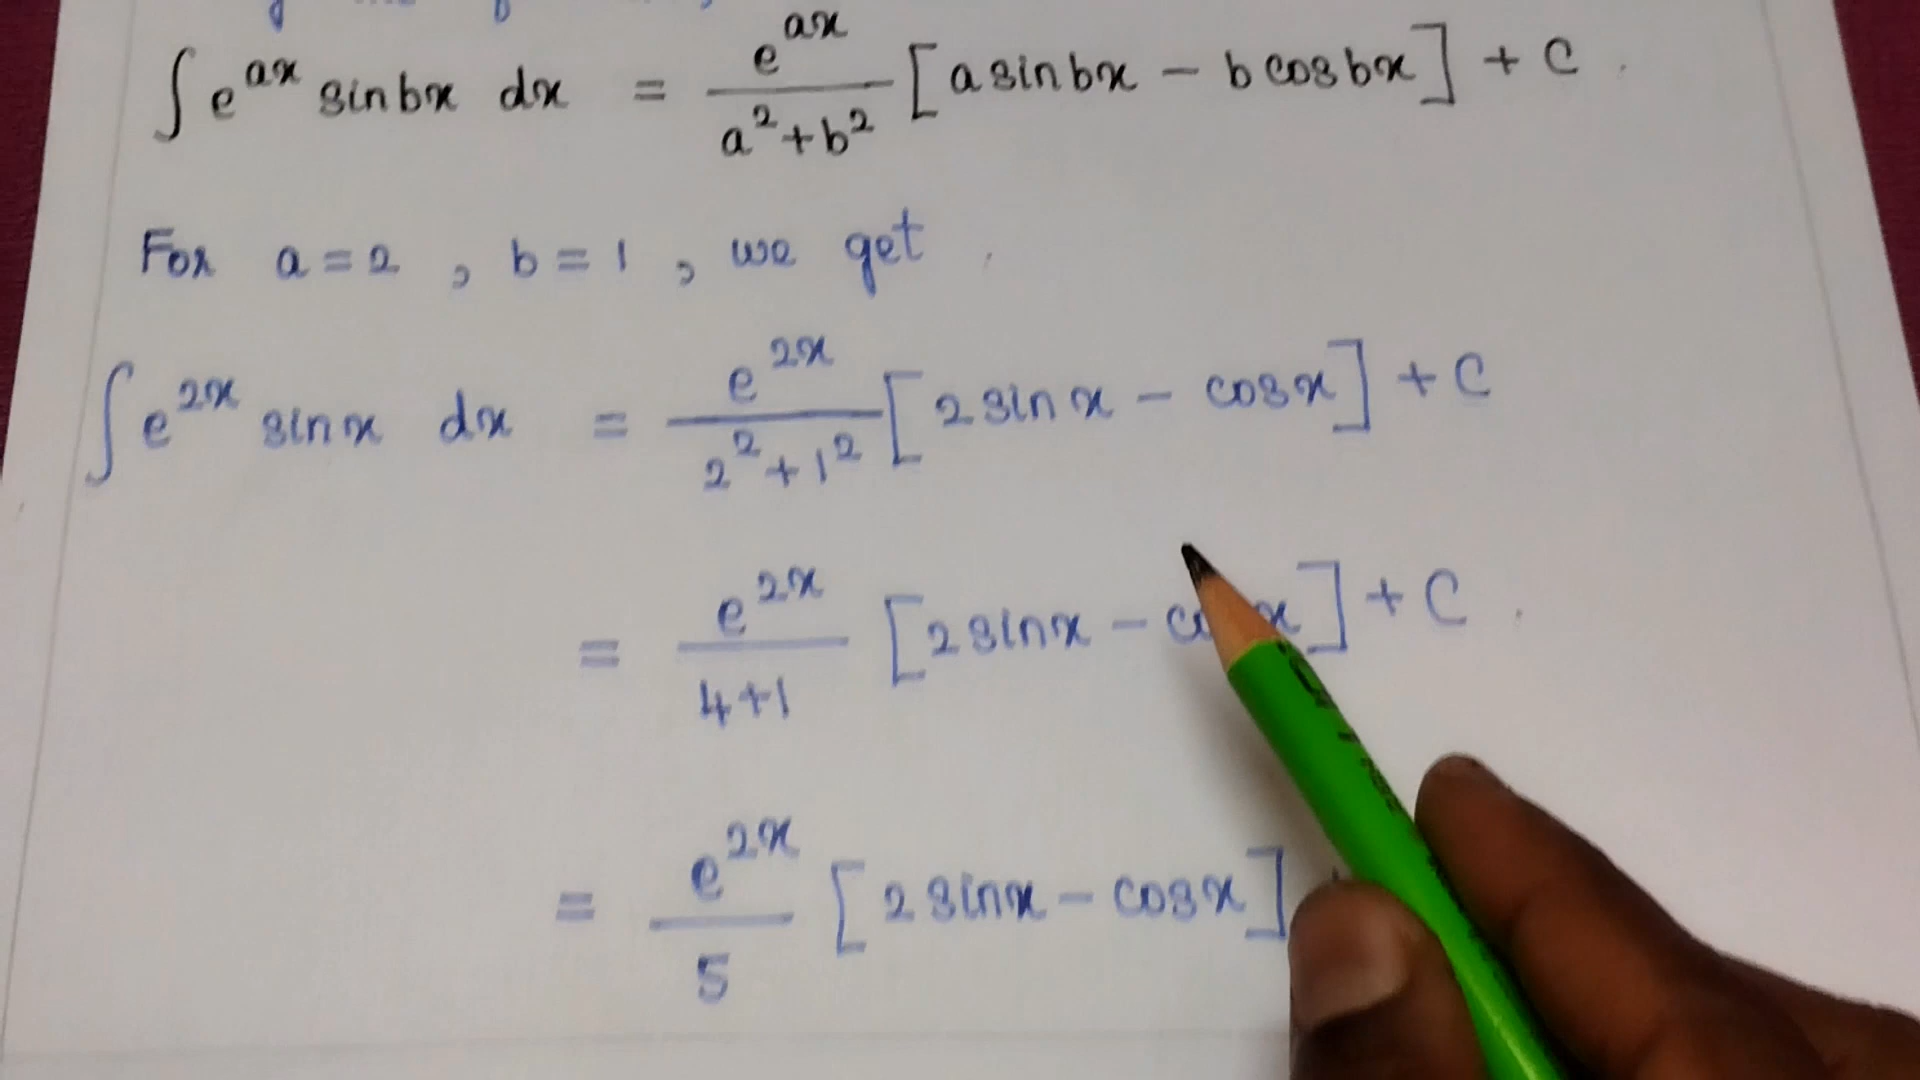 ∫ e^{ax} sin bx dx = e^{ax}/(a²+b²) [a sin bx − b cos bx] + C.
For a = 2, b = 1, we get
∫ e^{2x} sin x dx = e^{2x}/(2²+1²) [2 sin x − cos x] + C
= e^{2x}/(4+1) [2 sin x − cos x] + C.
= e^{2x}/5 [2 sin x − cos x]